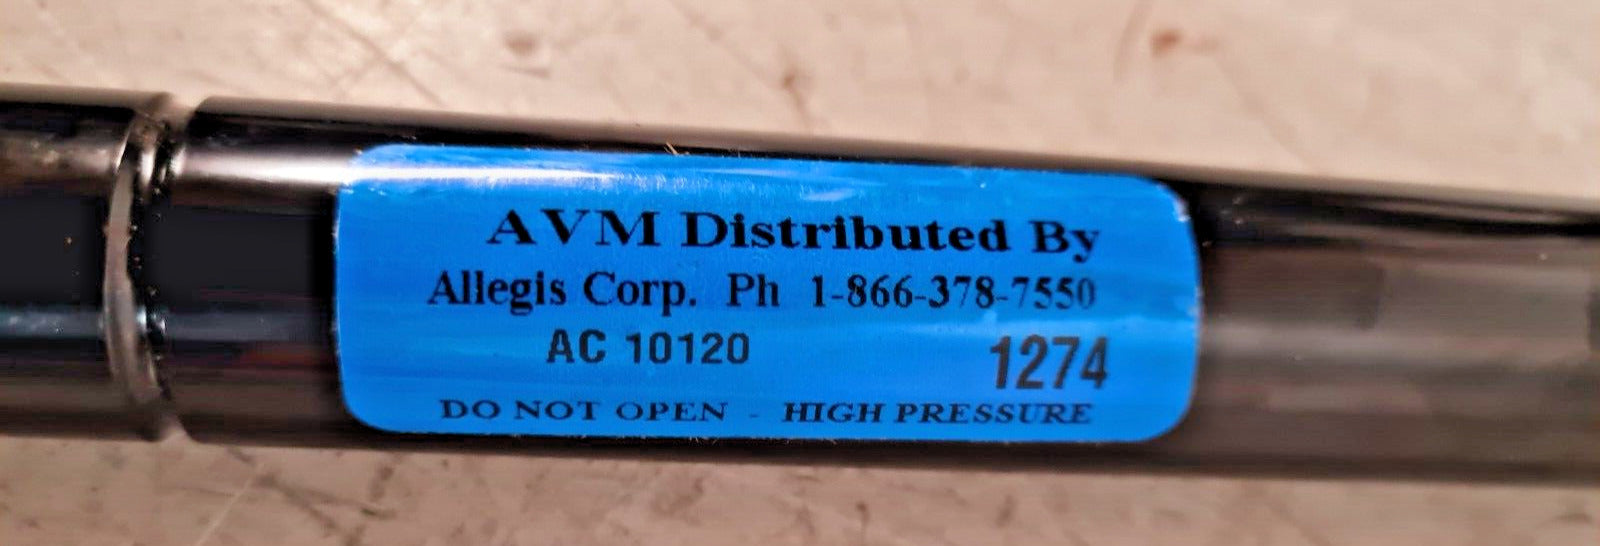 AVM Distributed By
Allegis Corp. Ph 1-866-378-7550
AC 10120 1274
DO NOT OPEN - HIGH PRESSURE